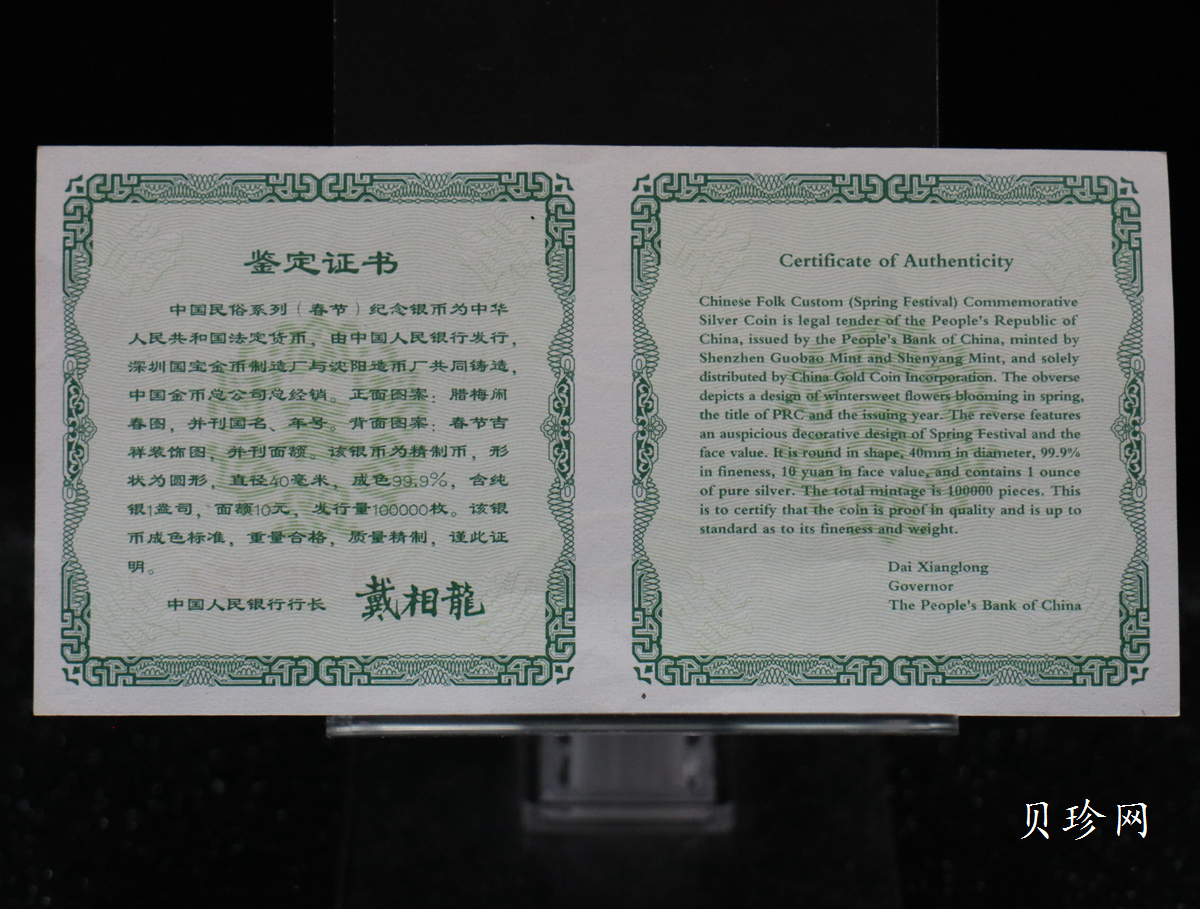 鉴定证书
中国民俗系列（春节）纪念银币为中华
人民共和国法定货币，由中国人民银行发行，
深圳国宝金币制造厂与沈阳造币厂共同铸造，
中国金币总公司总经销。正面图案：腊梅闹
春图，并刊国名、年号。背面图案：春节吉
祥装饰图，并刊面额。该银币为精制币，形
状为圆形，直径40毫米，成色99.9%，含纯
银1盎司，面额10元，发行量100000枚。该银
币成色标准，重量合格，质量精制，谨此证
明。
中国人民银行行长 戴相龍
Certificate of Authenticity
Chinese Folk Custom (Spring Festival) Commemorative
Silver Coin is legal tender of the People's Republic of
China, issued by the People's Bank of China, minted by
Shenzhen Guobao Mint and Shenyang Mint, and solely
distributed by China Gold Coin Incorporation. The obverse
depicts a design of wintersweet flowers blooming in spring,
the title of PRC and the issuing year. The reverse features
an auspicious decorative design of Spring Festival and the
face value. It is round in shape, 40mm in diameter, 99.9%
in fineness, 10 yuan in face value, and contains 1 ounce
of pure silver. The total mintage is 100000 pieces. This
is to certify that the coin is proof in quality and is up to
standard as to its fineness and weight.
Dai Xianglong
Governor
The People's Bank of China
贝珍网